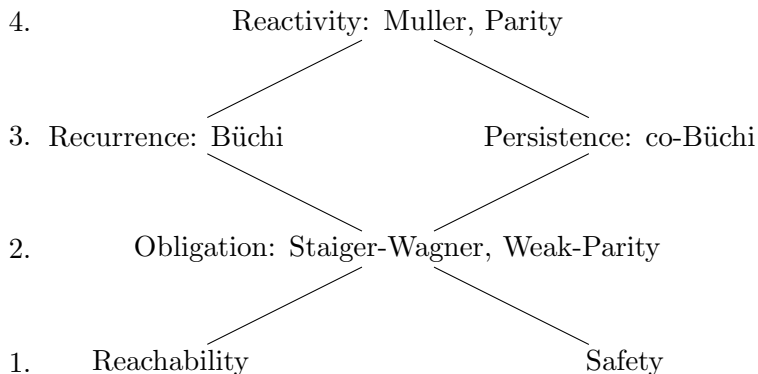 4. Reactivity: Muller, Parity
3. Recurrence: Büchi Persistence: co-Büchi
2. Obligation: Staiger-Wagner, Weak-Parity
1. Reachability Safety